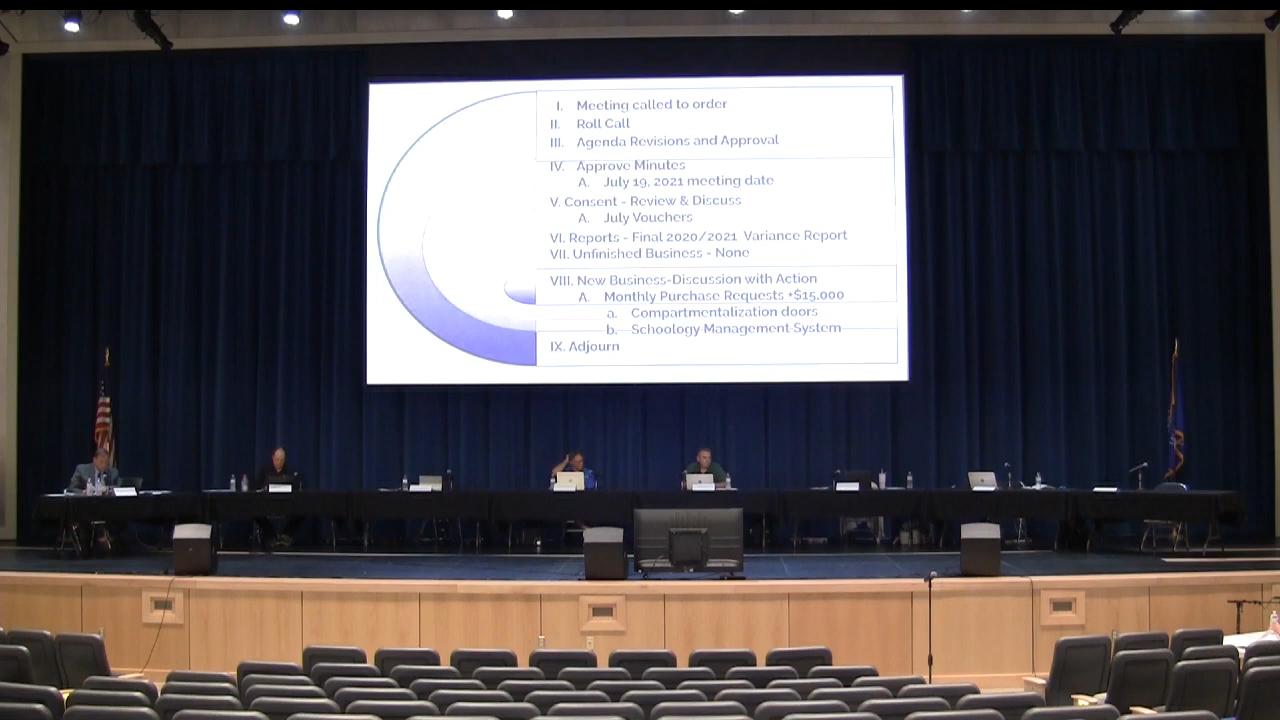 I. Meeting called to order
II. Roll Call
III. Agenda Revisions and Approval
IV. Approve Minutes
A. July 19, 2021 meeting date
V. Consent - Review & Discuss
A. July Vouchers
VI. Reports - Final 2020/2021 Variance Report
VII. Unfinished Business - None
VIII. New Business-Discussion with Action
A. Monthly Purchase Requests +$15,000
a. Compartmentalization doors
b. Schoology Management System
IX. Adjourn